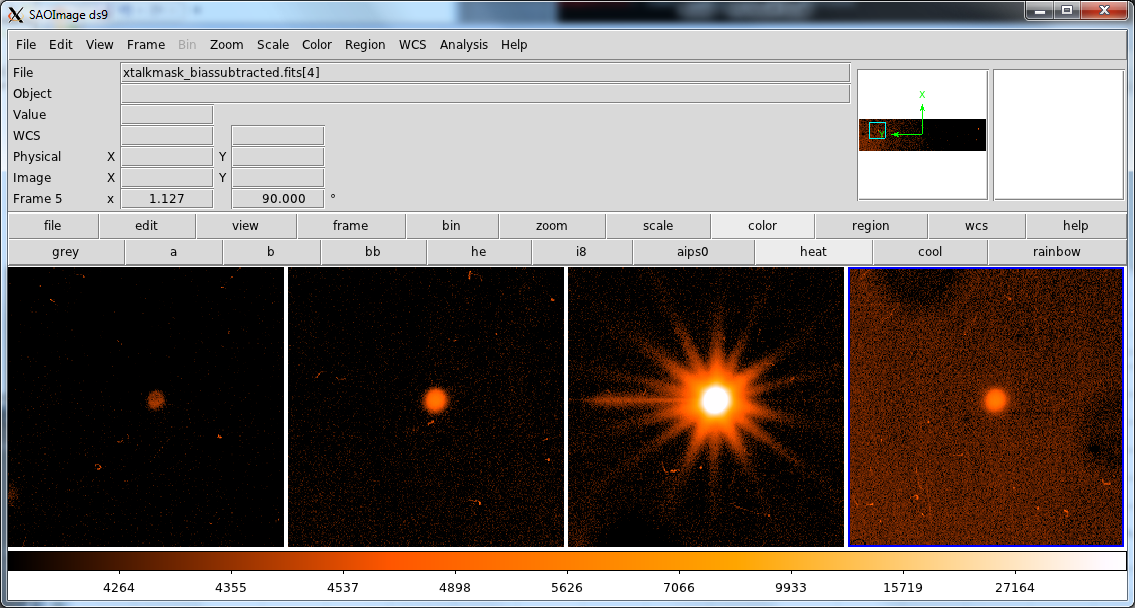 SAOImage ds9
File Edit View Frame Bin Zoom Scale Color Region WCS Analysis Help
File xtalkmask_biassubtracted.fits[4]
Object
Value
WCS
Physical X Y
Image X Y
Frame 5 x 1.127 90.000 °
file edit view frame bin zoom scale color region wcs help
grey a b bb he i8 aips0 heat cool rainbow
4264 4355 4537 4898 5626 7066 9933 15719 27164